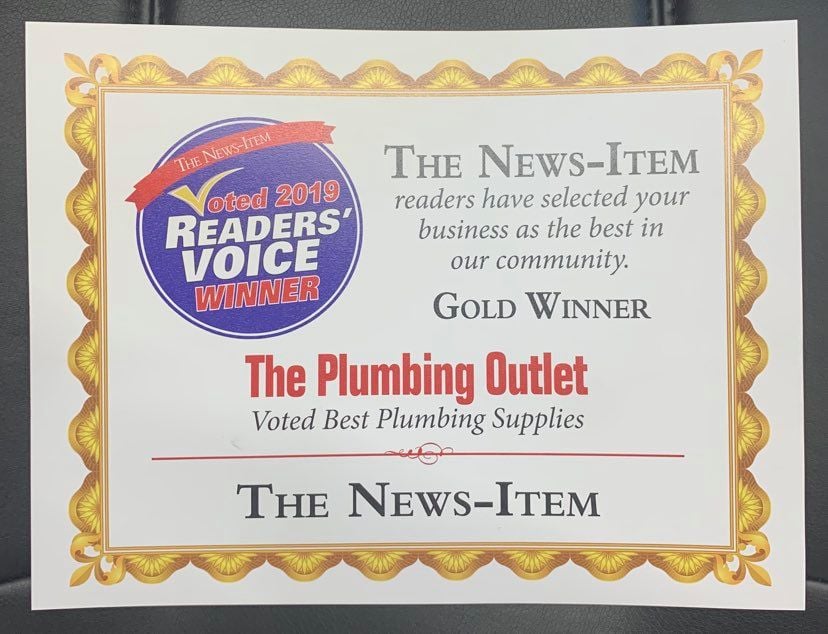 THE NEWS-ITEM
Voted 2019
READERS'
VOICE
WINNER
THE NEWS-ITEM
readers have selected your
business as the best in
our community.
GOLD WINNER
The Plumbing Outlet
Voted Best Plumbing Supplies
THE NEWS-ITEM